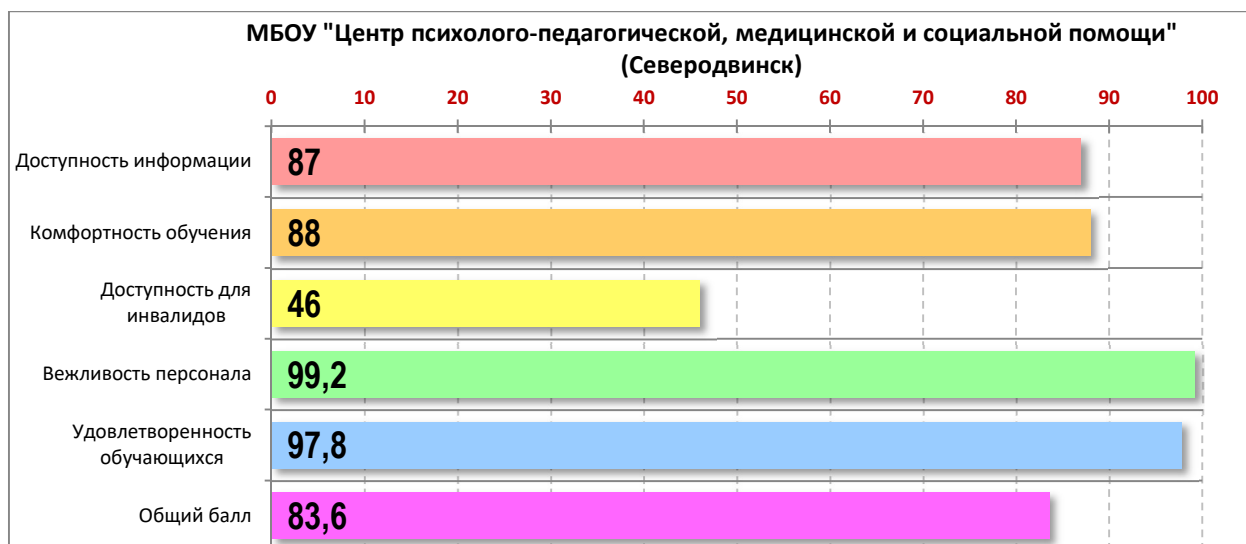 МБОУ "Центр психолого-педагогической, медицинской и социальной помощи"
(Северодвинск)
0 10 20 30 40 50 60 70 80 90 100
Доступность информации 87
Комфортность обучения 88
Доступность для
инвалидов 46
Вежливость персонала 99,2
Удовлетворенность
обучающихся 97,8
Общий балл 83,6